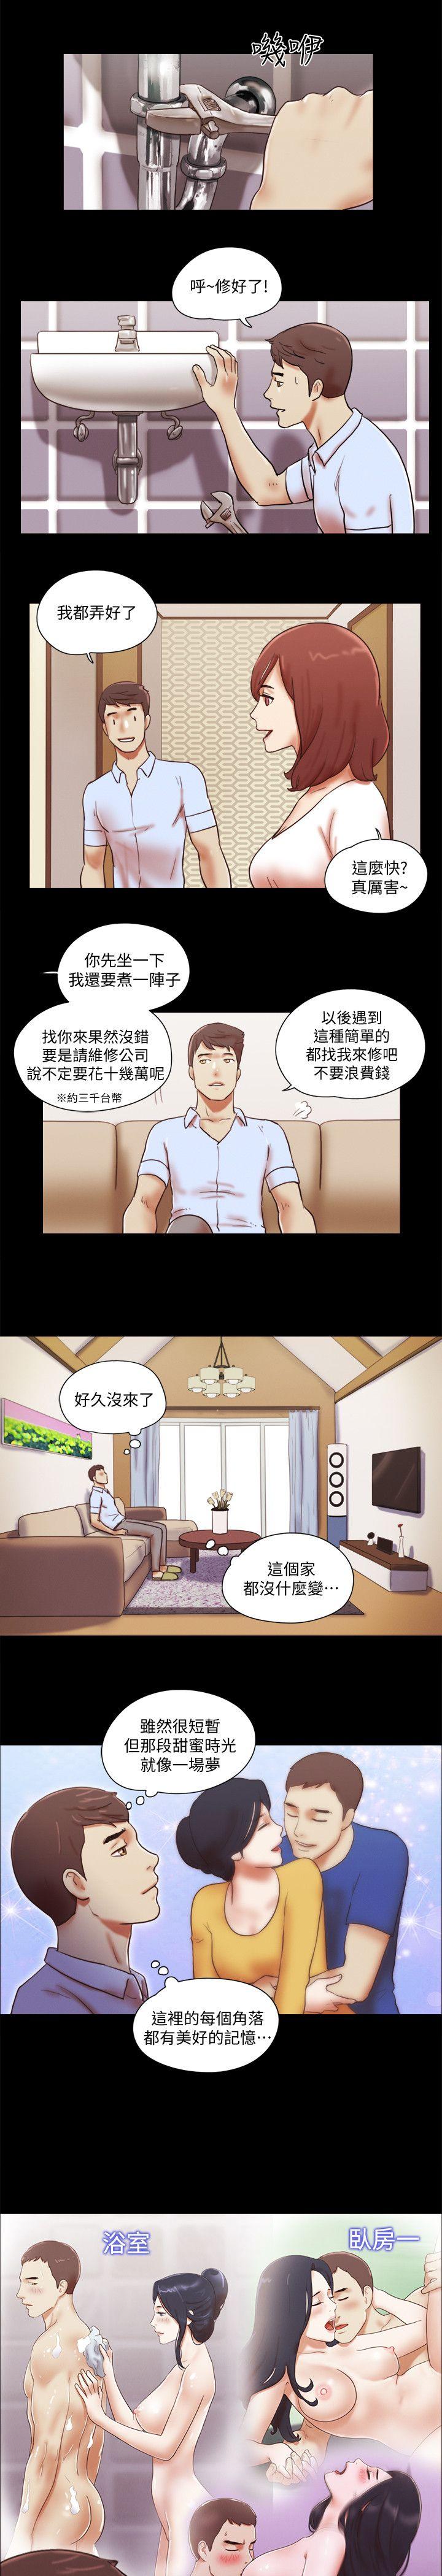 嘰咿
呼~修好了!
我都弄好了
這麼快?
真厲害~
你先坐一下
我還要煮一陣子
找你來果然沒錯
要是請維修公司
說不定要花十幾萬呢
※約三千台幣
以後遇到
這種簡單的
都找我來修吧
不要浪費錢
好久沒來了
這個家
都沒什麼變…
雖然很短暫
但那段甜蜜時光
就像一場夢
這裡的每個角落
都有美好的記憶…
浴室
臥房一